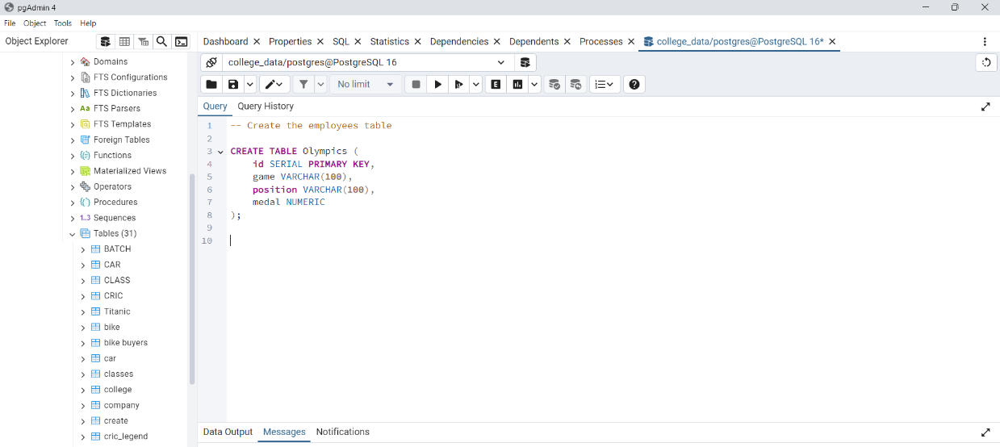 pgAdmin 4
File Object Tools Help
Object Explorer
Dashboard Properties SQL Statistics Dependencies Dependents Processes college_data/postgres@PostgreSQL 16*
college_data/postgres@PostgreSQL 16
No limit
E
Query Query History
Domains
FTS Configurations
FTS Dictionaries
Aa FTS Parsers
FTS Templates
Foreign Tables
Functions
Materialized Views
Operators
Procedures
1..3 Sequences
Tables (31)
BATCH
CAR
CLASS
CRIC
Titanic
bike
bike buyers
car
classes
college
company
create
cric_legend
1 -- Create the employees table
2
3 CREATE TABLE Olympics (
4 id SERIAL PRIMARY KEY,
5 game VARCHAR(100),
6 position VARCHAR(100),
7 medal NUMERIC
8 );
9
10
Data Output Messages Notifications